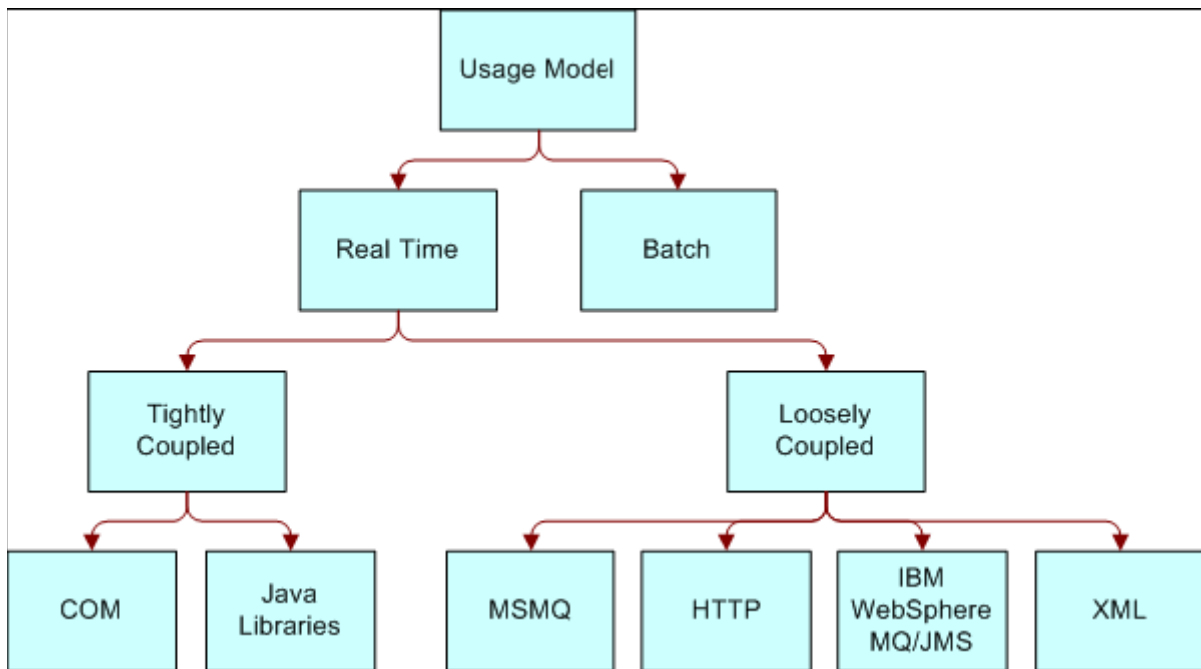 Usage Model
Real Time
Batch
Tightly
Coupled
Loosely
Coupled
COM
Java
Libraries
MSMQ
HTTP
IBM
WebSphere
MQ/JMS
XML